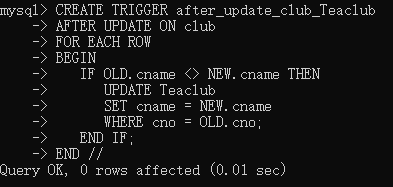 mysql> CREATE TRIGGER after_update_club_Teaclub
    -> AFTER UPDATE ON club
    -> FOR EACH ROW
    -> BEGIN
    ->     IF OLD.cname <> NEW.cname THEN
    ->         UPDATE Teaclub
    ->         SET cname = NEW.cname
    ->         WHERE cno = OLD.cno;
    ->     END IF;
    -> END //
Query OK, 0 rows affected (0.01 sec)